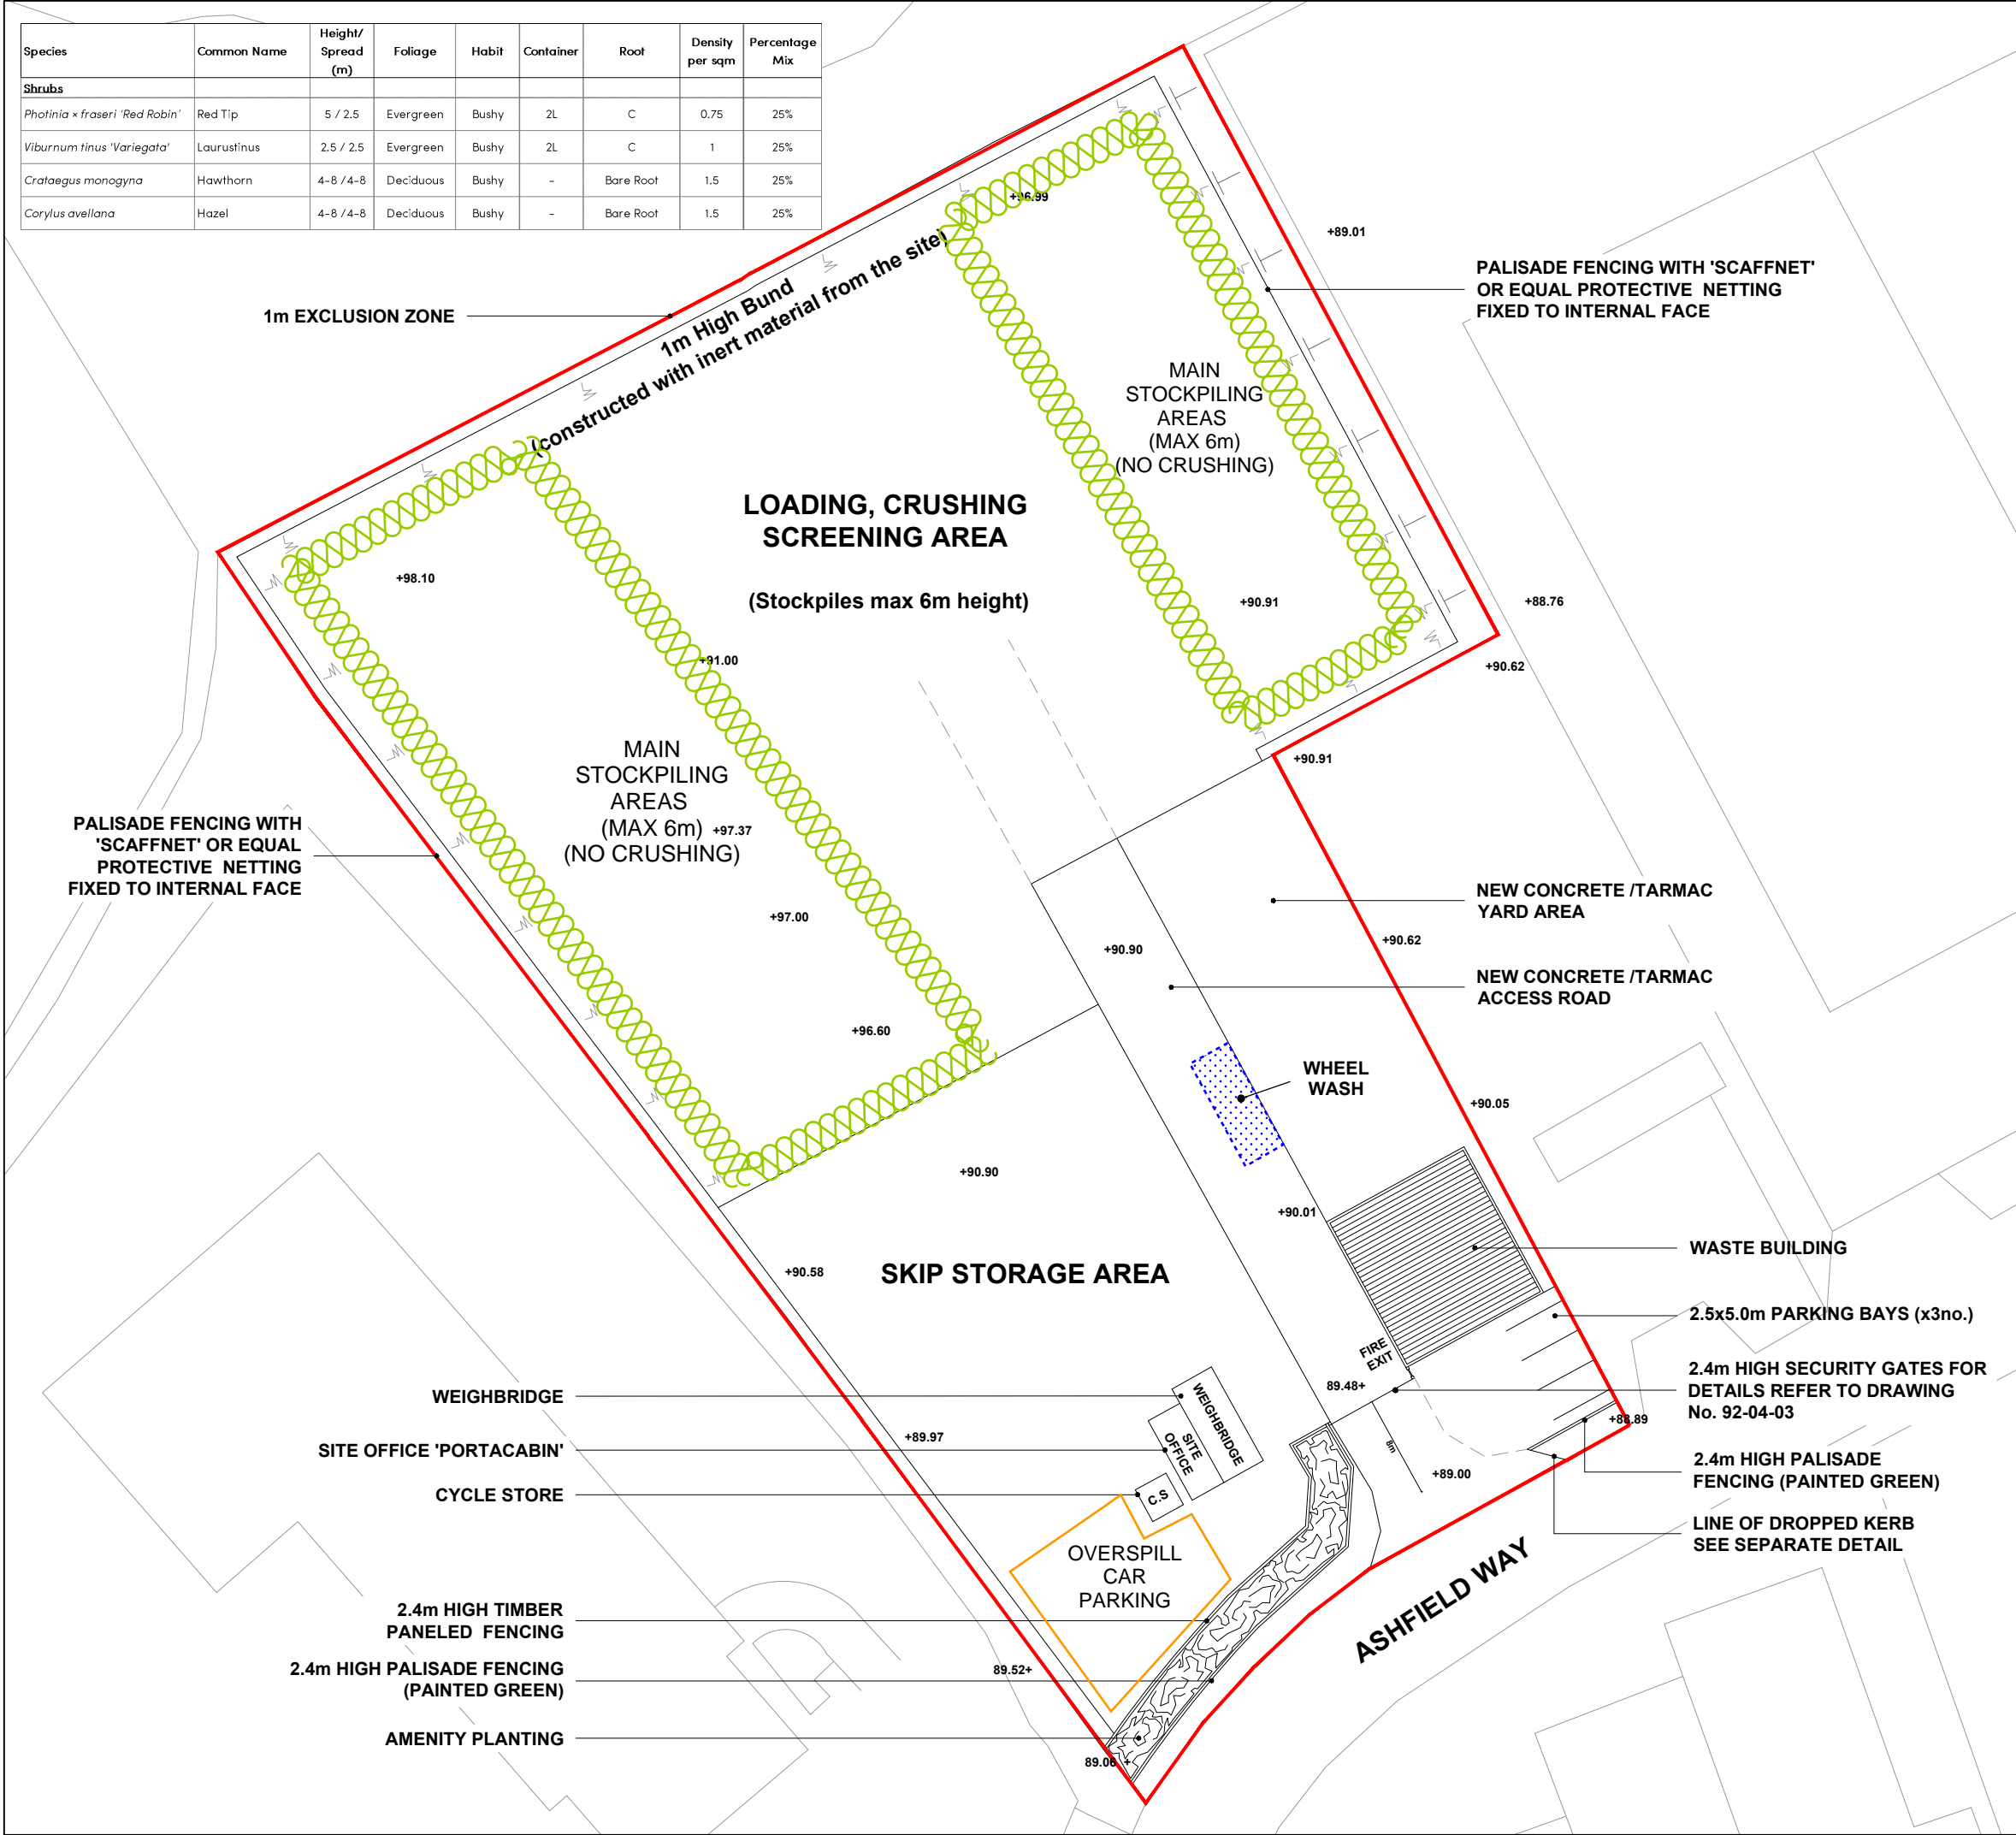 Species Common Name Height/ Spread (m) Foliage Habit Container Root Density per sqm Percentage Mix
Shrubs
Photinia × fraseri 'Red Robin' Red Tip 5 / 2.5 Evergreen Bushy 2L C 0.75 25%
Viburnum tinus 'Variegata' Laurustinus 2.5 / 2.5 Evergreen Bushy 2L C 1 25%
Crataegus monogyna Hawthorn 4-8 /4-8 Deciduous Bushy - Bare Root 1.5 25%
Corylus avellana Hazel 4-8 /4-8 Deciduous Bushy - Bare Root 1.5 25%
+96.99
+89.01
PALISADE FENCING WITH 'SCAFFNET'
OR EQUAL PROTECTIVE NETTING
FIXED TO INTERNAL FACE
1m EXCLUSION ZONE
1m High Bund
(constructed with inert material from the site)
MAIN
STOCKPILING
AREAS
(MAX 6m)
(NO CRUSHING)
LOADING, CRUSHING
SCREENING AREA
(Stockpiles max 6m height)
+98.10
+90.91
+88.76
+91.00
+90.62
MAIN
STOCKPILING
AREAS
(MAX 6m)
(NO CRUSHING)
+97.37
+90.91
PALISADE FENCING WITH
'SCAFFNET' OR EQUAL
PROTECTIVE NETTING
FIXED TO INTERNAL FACE
+97.00
NEW CONCRETE /TARMAC
YARD AREA
+90.90
+90.62
NEW CONCRETE /TARMAC
ACCESS ROAD
+96.60
WHEEL
WASH
+90.05
+90.90
+90.01
WASTE BUILDING
+90.58
SKIP STORAGE AREA
2.5x5.0m PARKING BAYS (x3no.)
FIRE
EXIT
89.48+
2.4m HIGH SECURITY GATES FOR
DETAILS REFER TO DRAWING
No. 92-04-03
+88.89
WEIGHBRIDGE
WEIGHBRIDGE
SITE
OFFICE
+89.97
8m
SITE OFFICE 'PORTACABIN'
+89.00
2.4m HIGH PALISADE
FENCING (PAINTED GREEN)
CYCLE STORE
C.S
LINE OF DROPPED KERB
SEE SEPARATE DETAIL
OVERSPILL
CAR
PARKING
ASHFIELD WAY
2.4m HIGH TIMBER
PANELED FENCING
2.4m HIGH PALISADE FENCING
(PAINTED GREEN)
89.52+
AMENITY PLANTING
89.06 +